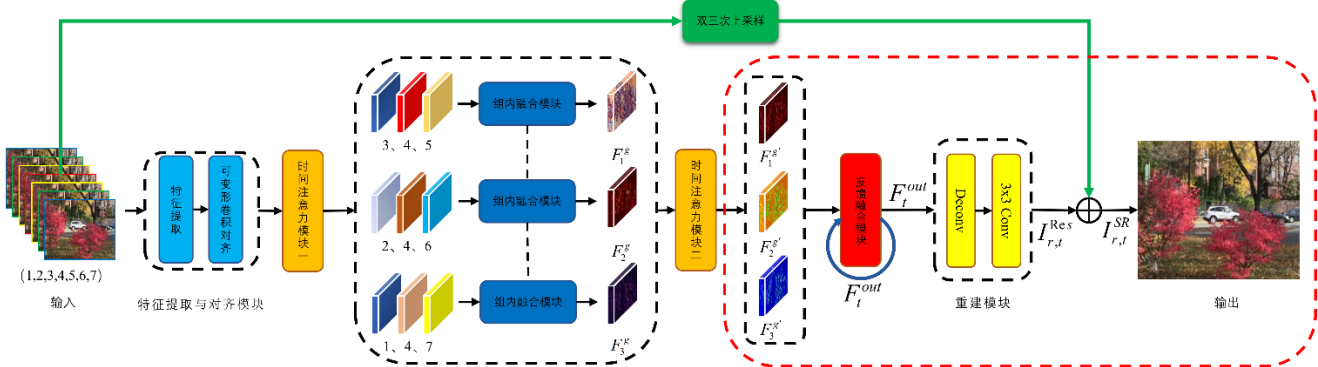 双三次上采样
(1,2,3,4,5,6,7)
输入
特征提取
可变形卷积对齐
特征提取与对齐模块
时间注意力模块一
3、4、5
组内融合模块
F_1^g
2、4、6
组内融合模块
F_2^g
1、4、7
组内融合模块
F_3^g
时间注意力模块二
F_1^{g'}
F_2^{g'}
F_3^{g'}
反馈融合模块
F_t^{out}
F_t^{out}
Dconv
3x3 Conv
重建模块
I_{r,t}^{Res}
I_{r,t}^{SR}
输出